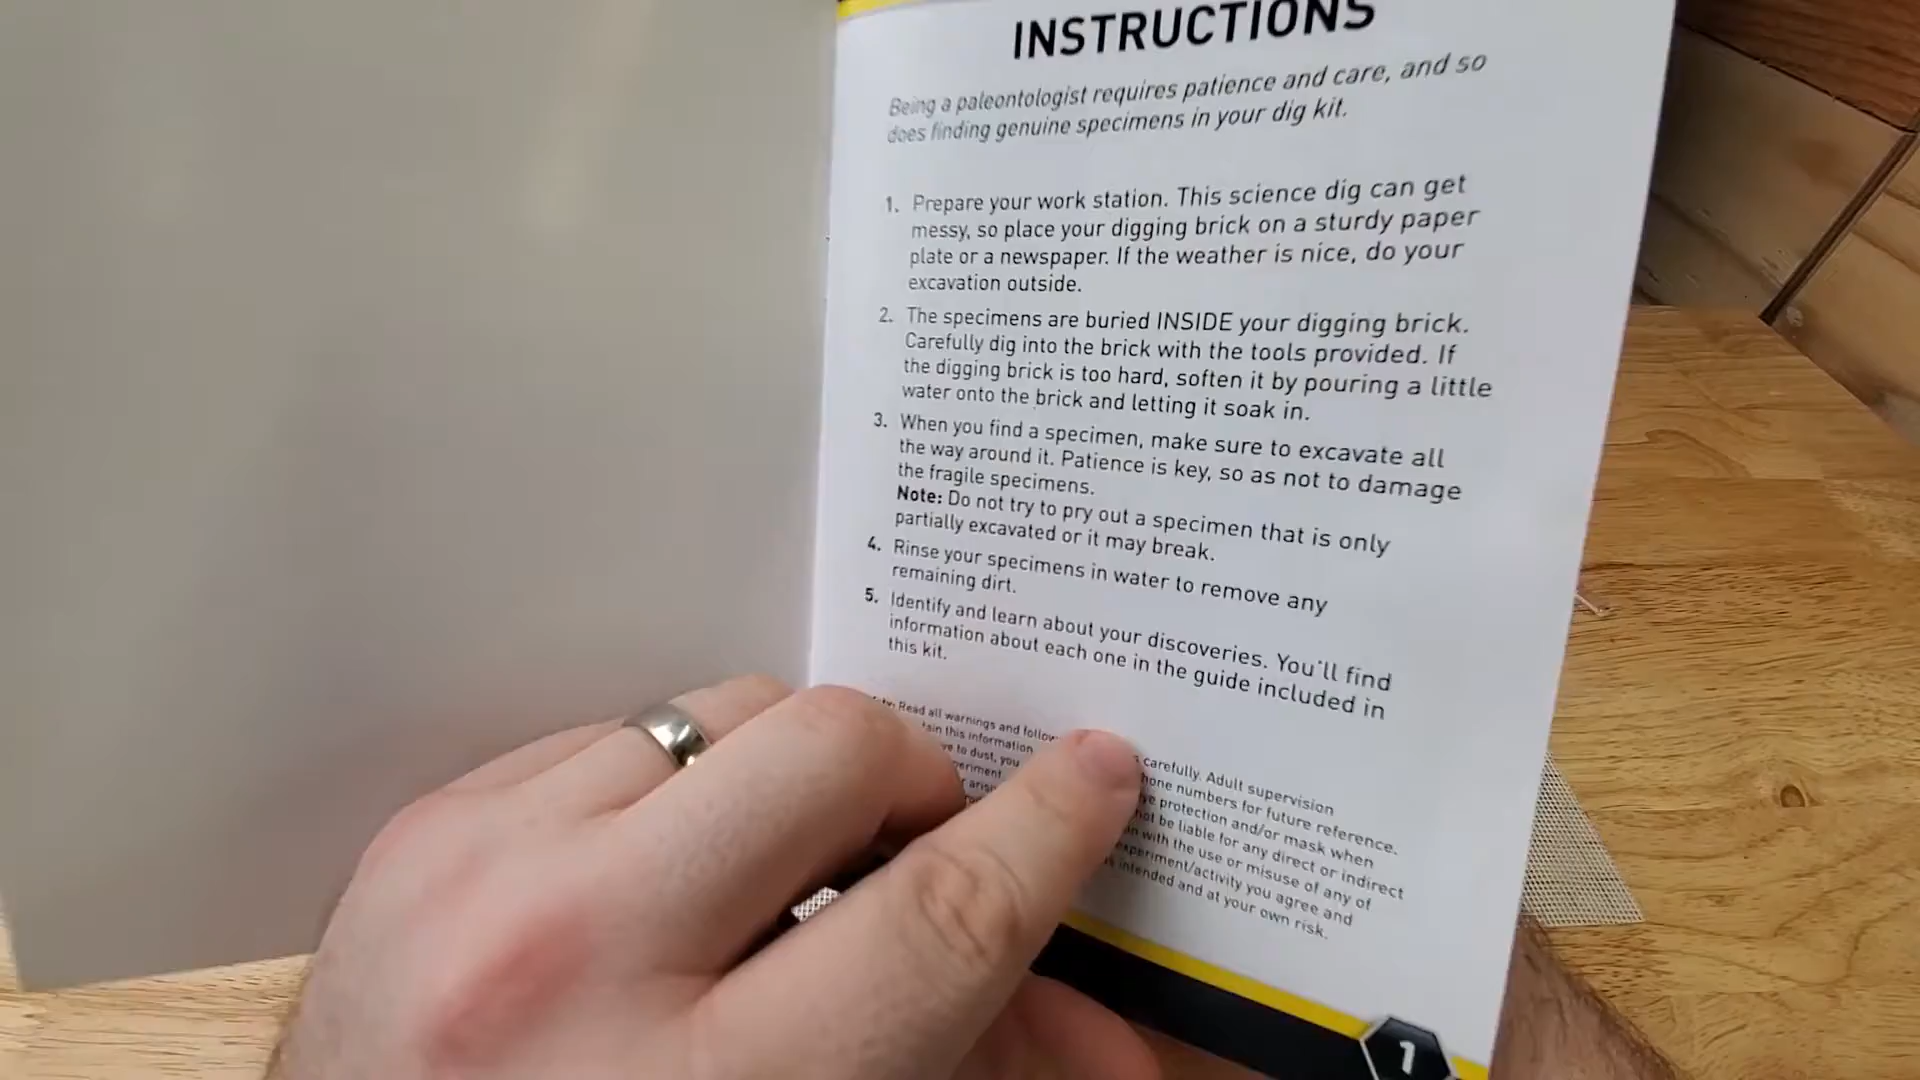 INSTRUCTIONS
Being a paleontologist requires patience and care, and so
does finding genuine specimens in your dig kit.
1. Prepare your work station. This science dig can get
messy, so place your digging brick on a sturdy paper
plate or a newspaper. If the weather is nice, do your
excavation outside.
2. The specimens are buried INSIDE your digging brick.
Carefully dig into the brick with the tools provided. If
the digging brick is too hard, soften it by pouring a little
water onto the brick and letting it soak in.
3. When you find a specimen, make sure to excavate all
the way around it. Patience is key, so as not to damage
the fragile specimens.
Note: Do not try to pry out a specimen that is only
partially excavated or it may break.
4. Rinse your specimens in water to remove any
remaining dirt.
5. Identify and learn about your discoveries. You'll find
information about each one in the guide included in
this kit.
Read all warnings and follow carefully. Adult supervision
this information numbers for future reference.
to dust, you protection and/or mask when
be liable for any direct or indirect
with the use or misuse of any of
experiment/activity you agree and
intended and at your own risk.
1